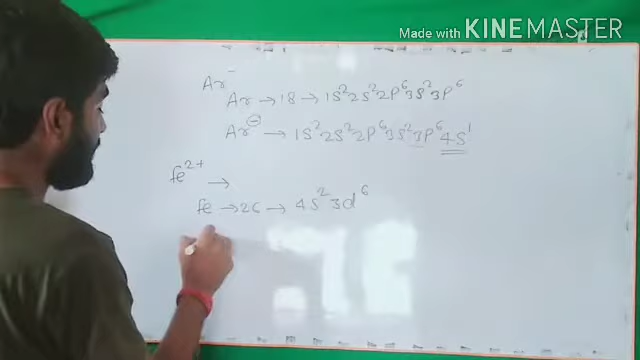 Made with KINEMASTER
Ar⁻
Ar → 18 → 1s² 2s² 2p⁶ 3s² 3p⁶
Ar⊖ → 1s² 2s² 2p⁶ 3s² 3p⁶ 4s¹
fe²⁺ →
fe → 26 → 4s² 3d⁶